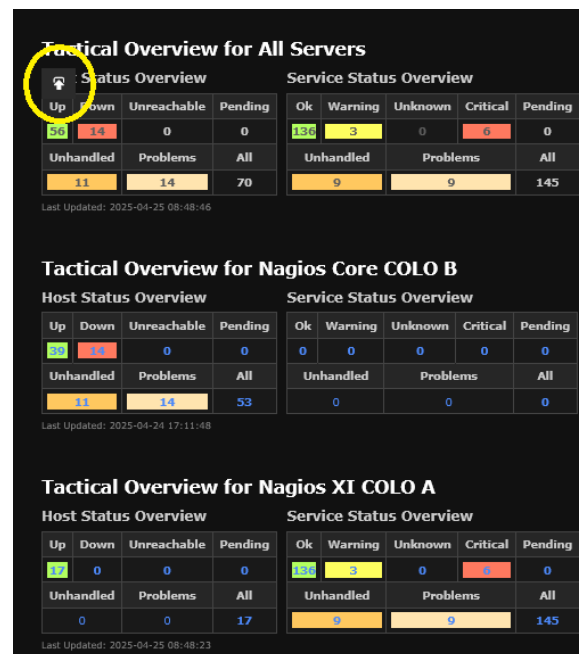 Tactical Overview for All Servers
Status Overview Service Status Overview
Up Down Unreachable Pending Ok Warning Unknown Critical Pending
56 14 0 0 136 3 0 6 0
Unhandled Problems All Unhandled Problems All
11 14 70 9 9 145
Last Updated: 2025-04-25 08:48:46
Tactical Overview for Nagios Core COLO B
Host Status Overview Service Status Overview
Up Down Unreachable Pending Ok Warning Unknown Critical Pending
39 14 0 0 0 0 0 0 0
Unhandled Problems All Unhandled Problems All
11 14 53 0 0 0
Last Updated: 2025-04-24 17:11:48
Tactical Overview for Nagios XI COLO A
Host Status Overview Service Status Overview
Up Down Unreachable Pending Ok Warning Unknown Critical Pending
17 0 0 0 136 3 0 6 0
Unhandled Problems All Unhandled Problems All
0 0 17 9 9 145
Last Updated: 2025-04-25 08:48:23